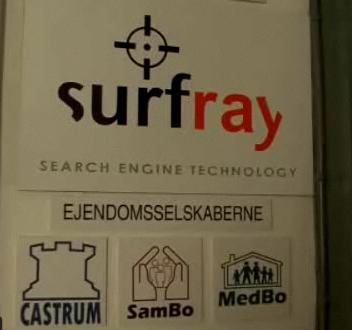 surfray
SEARCH ENGINE TECHNOLOGY
EJENDOMSSELSKABERNE
CASTRUM
SamBo
MedBo